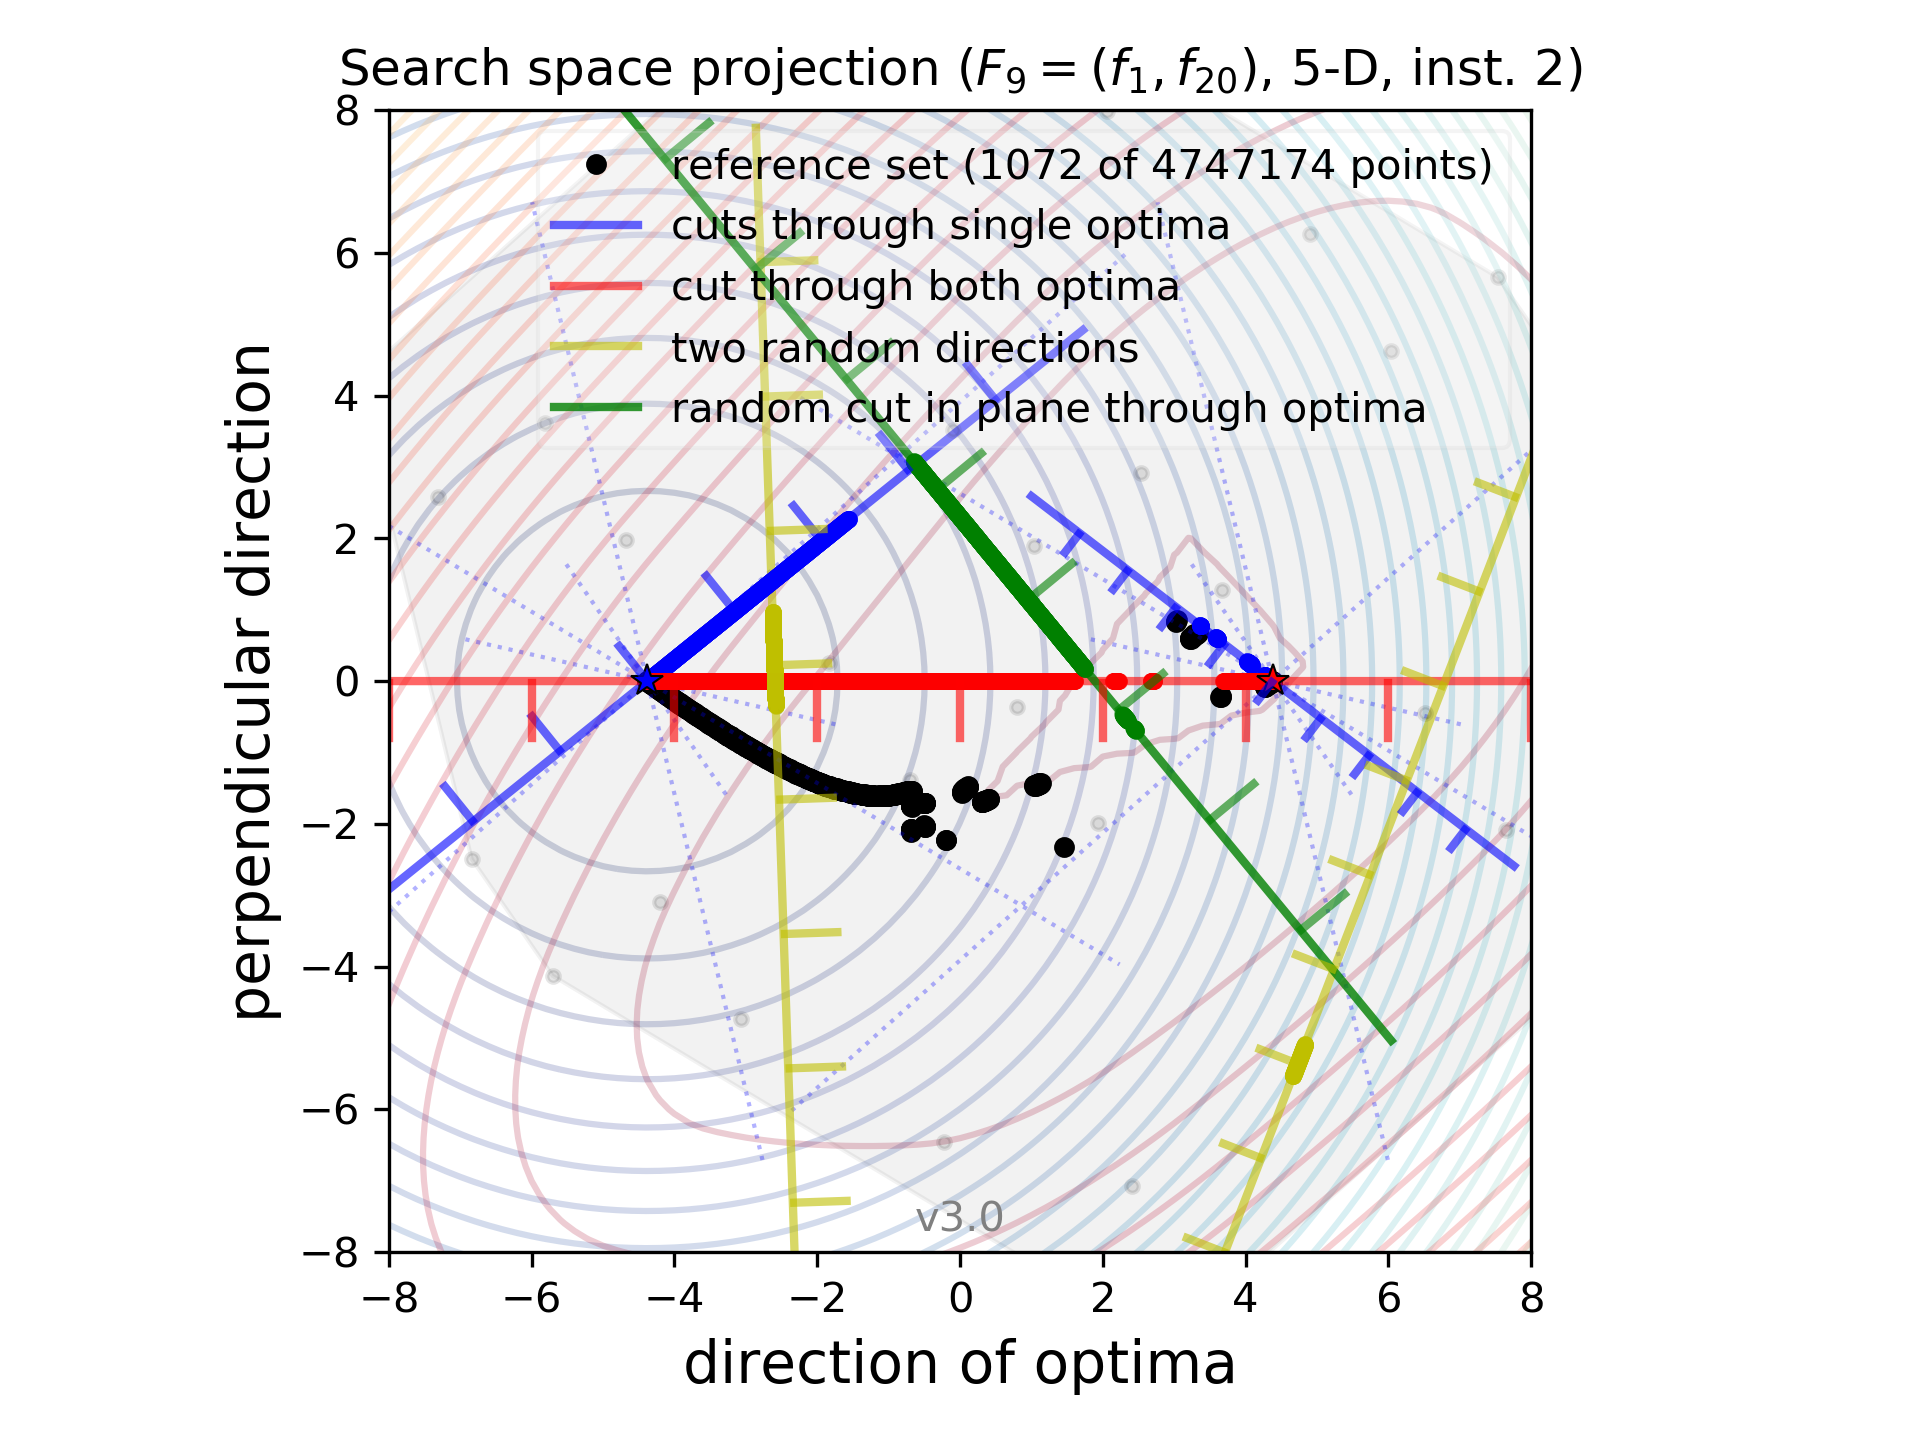 Search space projection (F₉ = (f₁, f₂₀), 5-D, inst. 2)
reference set (1072 of 4747174 points)
cuts through single optima
cut through both optima
two random directions
random cut in plane through optima
perpendicular direction
8
6
4
2
0
−2
−4
−6
−8
v3.0
−8 −6 −4 −2 0 2 4 6 8
direction of optima